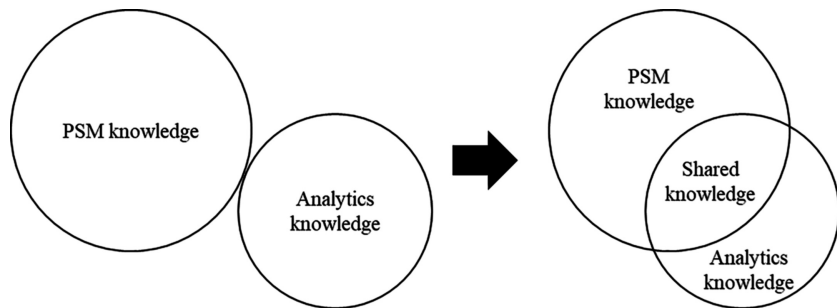 PSM knowledge
Analytics
knowledge
PSM
knowledge
Shared
knowledge
Analytics
knowledge